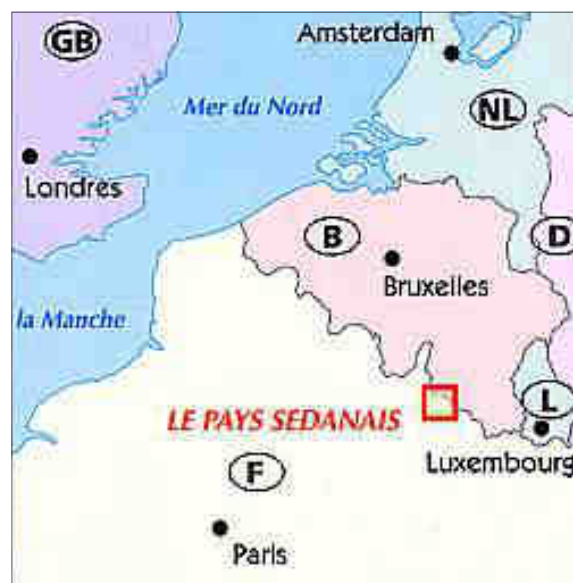 GB
Amsterdam
Mer du Nord
NL
Londres
B
D
Bruxelles
la Manche
LE PAYS SEDANAIS
L
F
Luxembourg
Paris